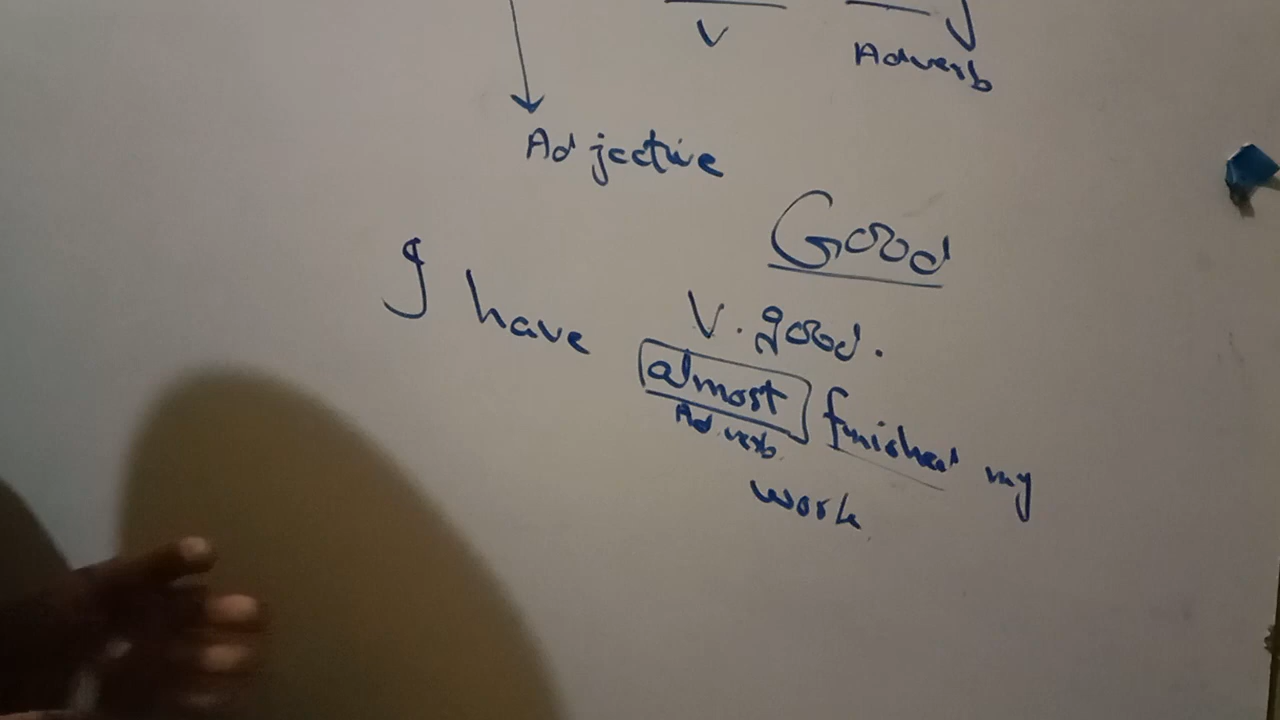 V
Adverb
Adjective
Good
V. good.
I have almost finished my
Adverb
work